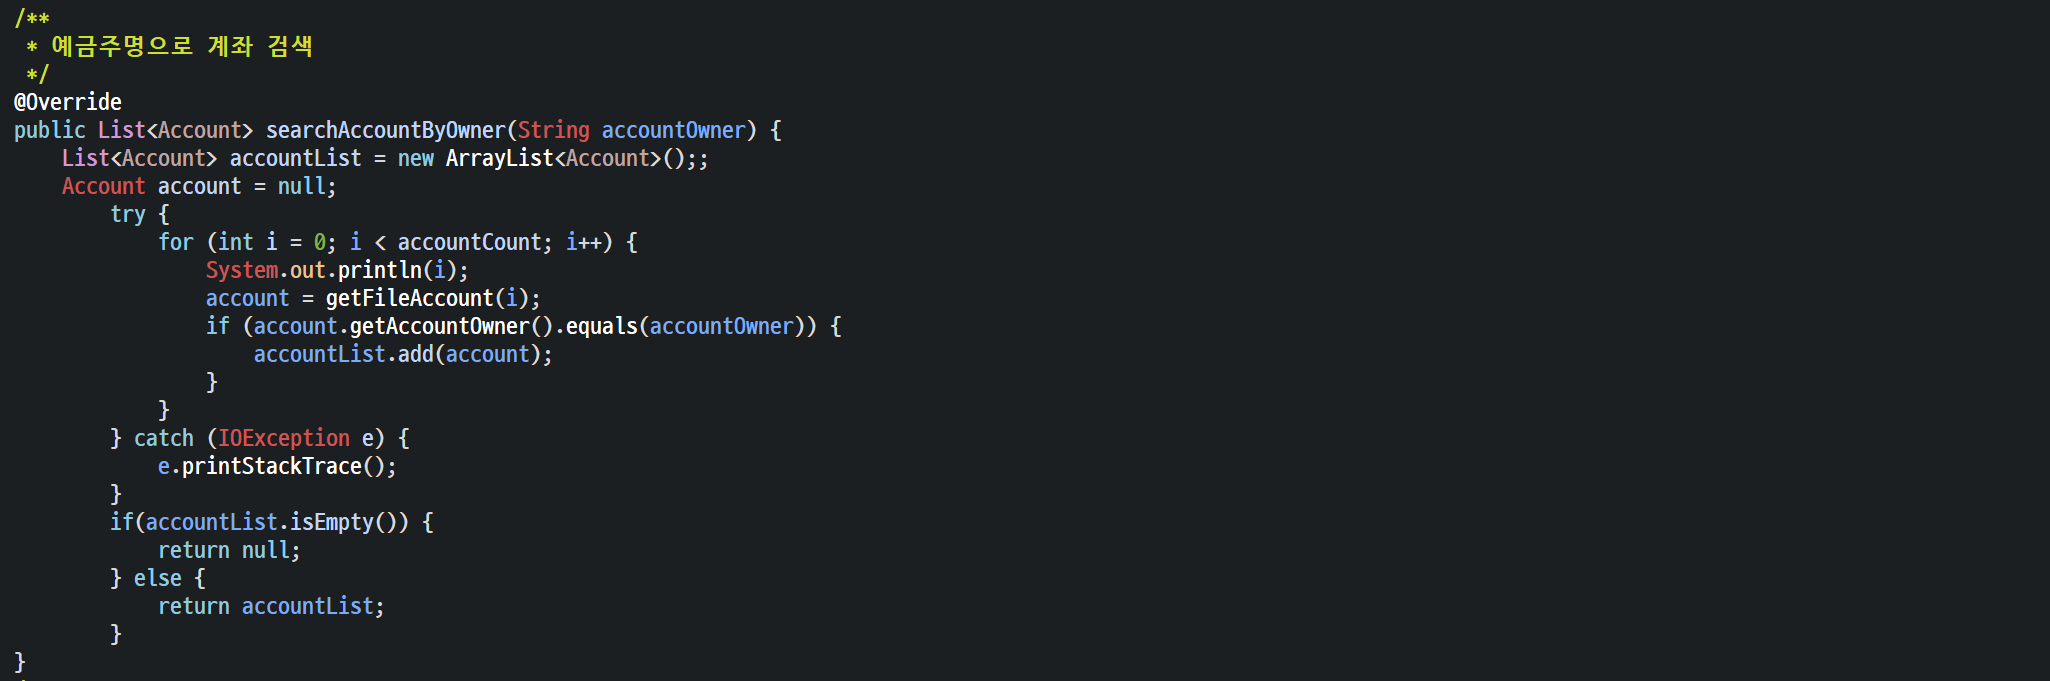 /**
 * 예금주명으로 계좌 검색
 */
@Override
public List<Account> searchAccountByOwner(String accountOwner) {
    List<Account> accountList = new ArrayList<Account>();;
    Account account = null;
        try {
            for (int i = 0; i < accountCount; i++) {
                System.out.println(i);
                account = getFileAccount(i);
                if (account.getAccountOwner().equals(accountOwner)) {
                    accountList.add(account);
                }
            }
        } catch (IOException e) {
            e.printStackTrace();
        }
        if(accountList.isEmpty()) {
            return null;
        } else {
            return accountList;
        }
}